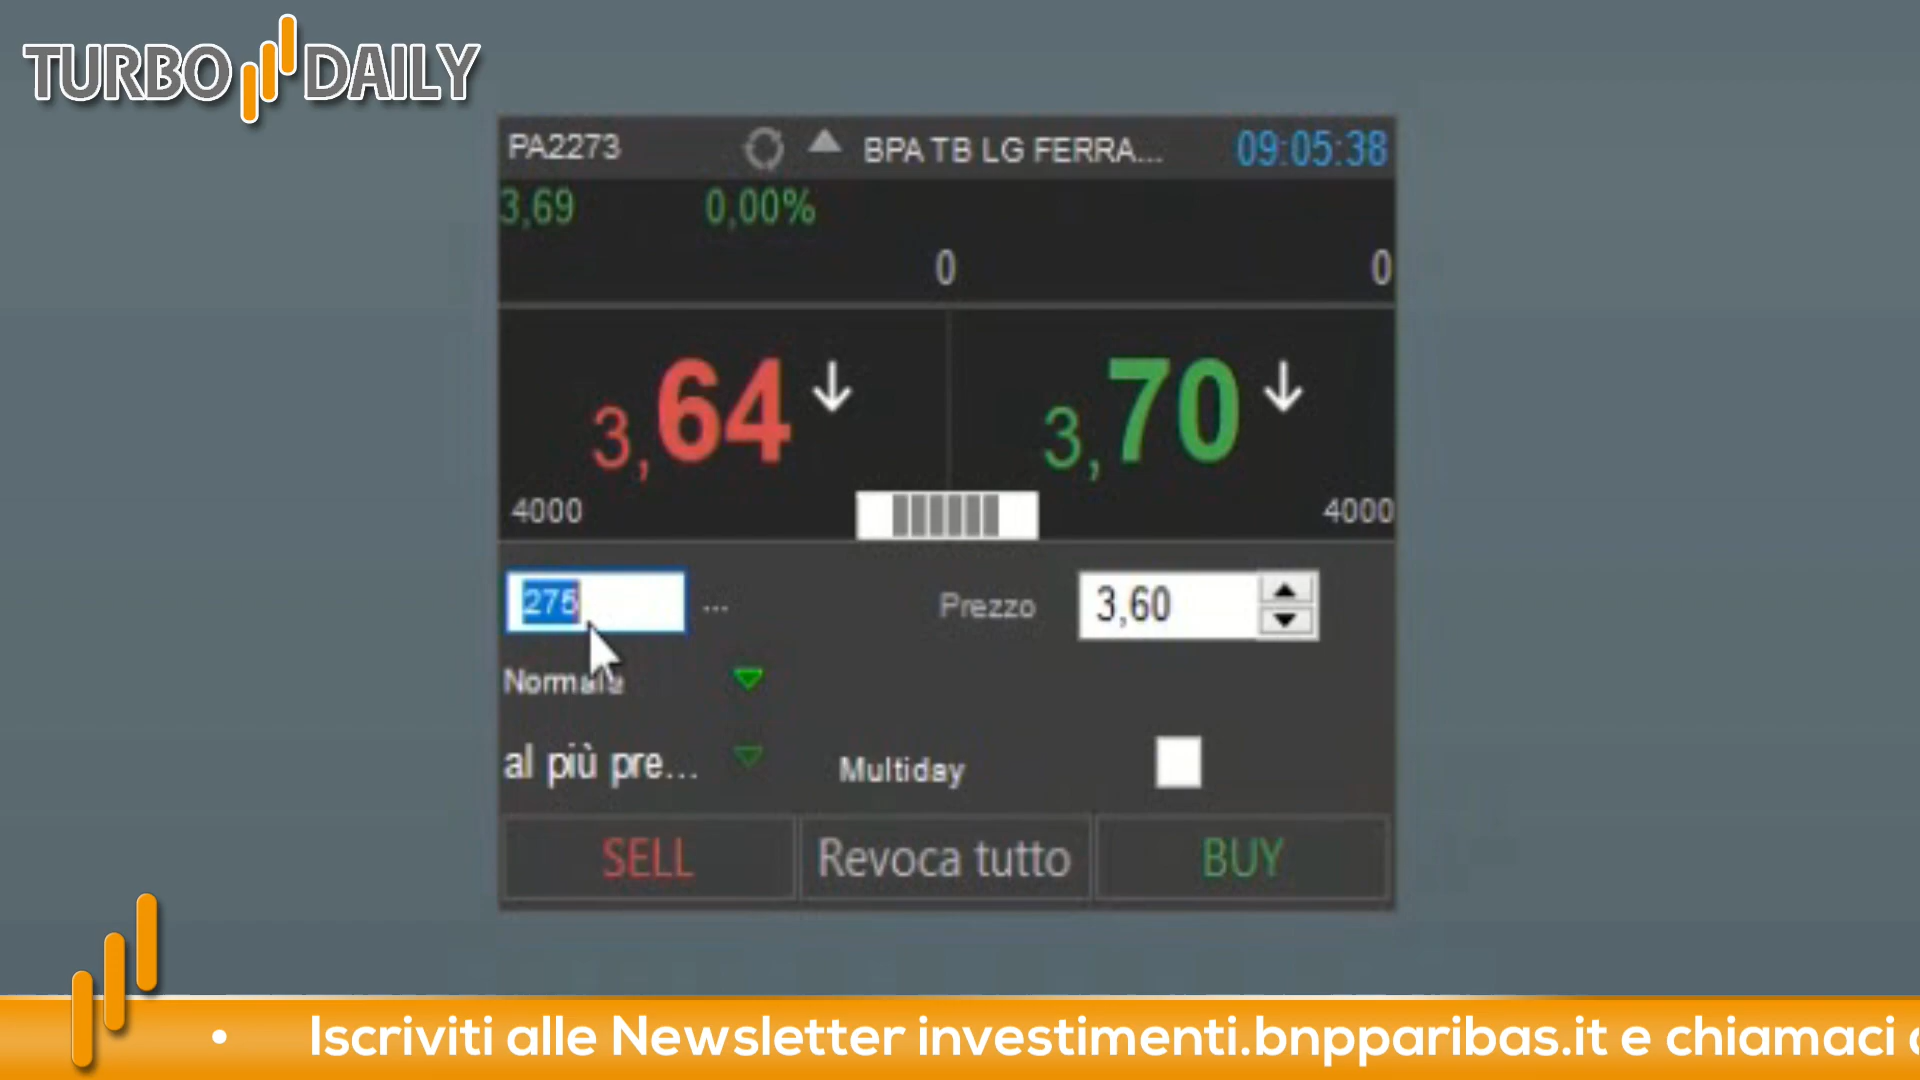 TURBO DAILY
PA2273 BPA TB LG FERRA... 09:05:38
3,69 0,00%
0 0
3,64 3,70
4000 4000
275 ... Prezzo 3,60
Normale
al più pre... Multiday
SELL Revoca tutto BUY
• Iscriviti alle Newsletter investimenti.bnpparibas.it e chiamaci